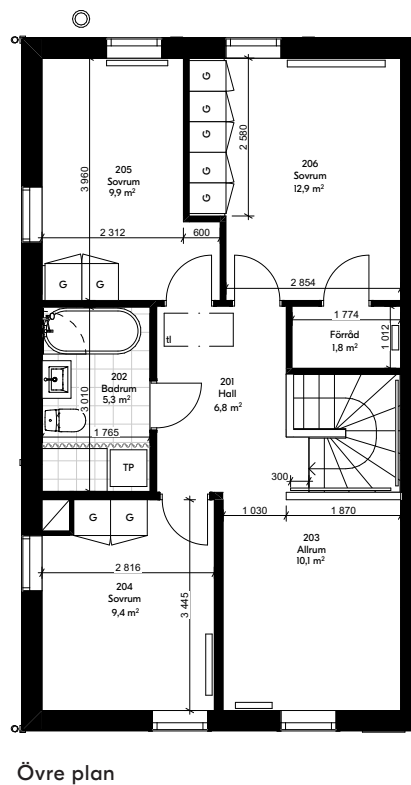 G
G
G
G
G
2 580
3 960
205
Sovrum
9,9 m²
206
Sovrum
12,9 m²
2 312
600
G G
2 854
1 774
tl
Förråd
1,8 m²
1 012
202
Badrum
5,3 m²
3 010
1 765
201
Hall
6,8 m²
TP
300
G G
1 030
1 870
203
Allrum
10,1 m²
2 816
204
Sovrum
9,4 m²
3 445
Övre plan